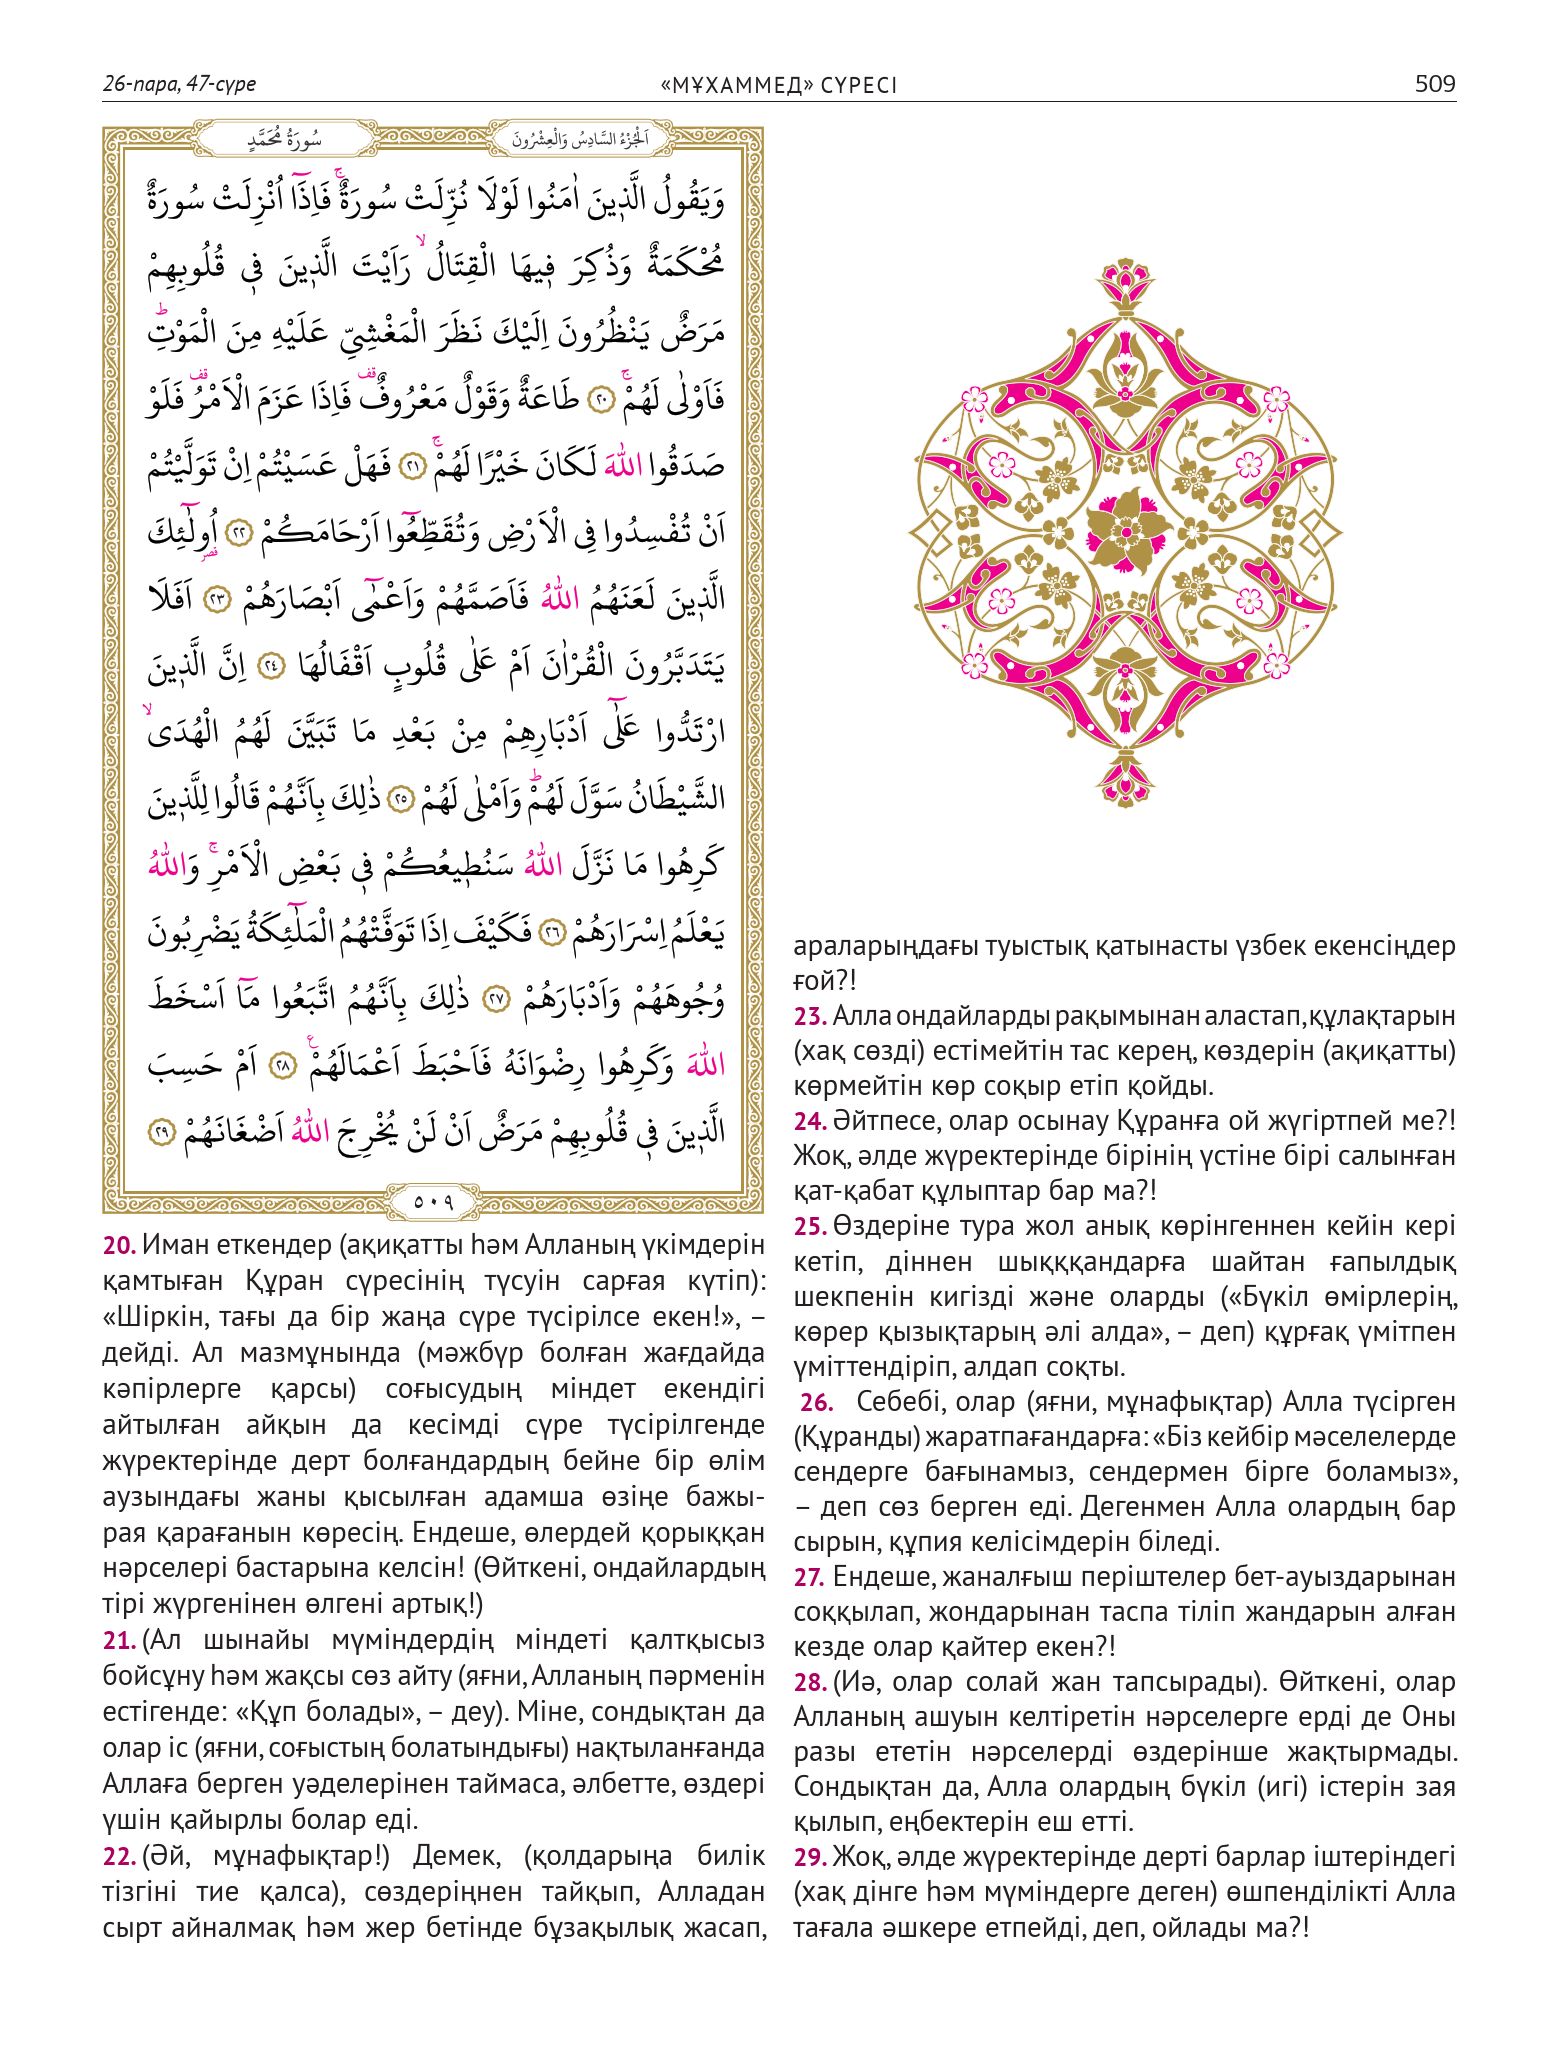 26-пара, 47-сүре
«МҰХАММЕД» СҮРЕСІ
509
اَلْجُزْءُ السَّادِسُ وَالْعِشْرُونَ
سُورَةُ مُحَمَّدٍ
وَيَقُولُ الَّذ۪ينَ اٰمَنُوا لَوْلَا نُزِّلَتْ سُورَةٌۚ فَاِذَٓا اُنْزِلَتْ سُورَةٌ
مُحْكَمَةٌ وَذُكِرَ ف۪يهَا الْقِتَالُۙ رَاَيْتَ الَّذ۪ينَ ف۪ي قُلُوبِهِمْ
مَرَضٌ يَنْظُرُونَ اِلَيْكَ نَظَرَ الْمَغْشِيِّ عَلَيْهِ مِنَ الْمَوْتِۜ
فَاَوْلٰى لَهُمْۚ ﴿٢٠﴾ طَاعَةٌ وَقَوْلٌ مَعْرُوفٌ۠ قف فَاِذَا عَزَمَ الْاَمْرُ قف فَلَوْ
صَدَقُوا اللّٰهَ لَكَانَ خَيْرًا لَهُمْۚ ﴿٢١﴾ فَهَلْ عَسَيْتُمْ اِنْ تَوَلَّيْتُمْ
اَنْ تُفْسِدُوا فِي الْاَرْضِ وَتُقَطِّعُٓوا اَرْحَامَكُمْ ﴿٢٢﴾ اُو۬لٰٓئِكَ
قصر
الَّذ۪ينَ لَعَنَهُمُ اللّٰهُ فَاَصَمَّهُمْ وَاَعْمٰٓى اَبْصَارَهُمْ ﴿٢٣﴾ اَفَلَا
يَتَدَبَّرُونَ الْقُرْاٰنَ اَمْ عَلٰى قُلُوبٍ اَقْفَالُهَا ﴿٢٤﴾ اِنَّ الَّذ۪ينَ
ارْتَدُّوا عَلٰٓى اَدْبَارِهِمْ مِنْ بَعْدِ مَا تَبَيَّنَ لَهُمُ الْهُدَىۙ
الشَّيْطَانُ سَوَّلَ لَهُمْۜ وَاَمْلٰى لَهُمْ ﴿٢٥﴾ ذٰلِكَ بِاَنَّهُمْ قَالُوا لِلَّذ۪ينَ
كَرِهُوا مَا نَزَّلَ اللّٰهُ سَنُط۪يعُكُمْ ف۪ي بَعْضِ الْاَمْرِۚ وَاللّٰهُ
يَعْلَمُ اِسْرَارَهُمْ ﴿٢٦﴾ فَكَيْفَ اِذَا تَوَفَّتْهُمُ الْمَلٰٓئِكَةُ يَضْرِبُونَ
وُجُوهَهُمْ وَاَدْبَارَهُمْ ﴿٢٧﴾ ذٰلِكَ بِاَنَّهُمُ اتَّبَعُوا مَٓا اَسْخَطَ
اللّٰهَ وَكَرِهُوا رِضْوَانَهُ فَاَحْبَطَ اَعْمَالَهُمْ ع ﴿٢٨﴾ اَمْ حَسِبَ
الَّذ۪ينَ ف۪ي قُلُوبِهِمْ مَرَضٌ اَنْ لَنْ يُخْرِجَ اللّٰهُ اَضْغَانَهُمْ ﴿٢٩﴾
٥٠٩
20. Иман еткендер (ақиқатты һәм Алланың үкімдерін
қамтыған Құран сүресінің түсуін сарғая күтіп):
«Шіркін, тағы да бір жаңа сүре түсірілсе екен!», –
дейді. Ал мазмұнында (мәжбүр болған жағдайда
кәпірлерге қарсы) соғысудың міндет екендігі
айтылған айқын да кесімді сүре түсірілгенде
жүректерінде дерт болғандардың бейне бір өлім
аузындағы жаны қысылған адамша өзіңе бажы-
рая қарағанын көресің. Ендеше, өлердей қорыққан
нәрселері бастарына келсін! (Өйткені, ондайлардың
тірі жүргенінен өлгені артық!)
21. (Ал шынайы мүміндердің міндеті қалтқысыз
бойсұну һәм жақсы сөз айту (яғни, Алланың пәрменін
естігенде: «Құп болады», – деу). Міне, сондықтан да
олар іс (яғни, соғыстың болатындығы) нақтыланғанда
Аллаға берген уәделерінен таймаса, әлбетте, өздері
үшін қайырлы болар еді.
22. (Әй, мұнафықтар!) Демек, (қолдарыңа билік
тізгіні тие қалса), сөздеріңнен тайқып, Алладан
сырт айналмақ һәм жер бетінде бұзақылық жасап,
араларыңдағы туыстық қатынасты үзбек екенсіңдер
ғой?!
23. Алла ондайларды рақымынан аластап, құлақтарын
(хақ сөзді) естімейтін тас керең, көздерін (ақиқатты)
көрмейтін көр соқыр етіп қойды.
24. Әйтпесе, олар осынау Құранға ой жүгіртпей ме?!
Жоқ, әлде жүректерінде бірінің үстіне бірі салынған
қат-қабат құлыптар бар ма?!
25. Өздеріне тура жол анық көрінгеннен кейін кері
кетіп, діннен шықққандарға шайтан ғапылдық
шекпенін кигізді және оларды («Бүкіл өмірлерің,
көрер қызықтарың әлі алда», – деп) құрғақ үмітпен
үміттендіріп, алдап соқты.
26. Себебі, олар (яғни, мұнафықтар) Алла түсірген
(Құранды) жаратпағандарға: «Біз кейбір мәселелерде
сендерге бағынамыз, сендермен бірге боламыз»,
– деп сөз берген еді. Дегенмен Алла олардың бар
сырын, құпия келісімдерін біледі.
27. Ендеше, жаналғыш періштелер бет-ауыздарынан
соққылап, жондарынан таспа тіліп жандарын алған
кезде олар қайтер екен?!
28. (Иә, олар солай жан тапсырады). Өйткені, олар
Алланың ашуын келтіретін нәрселерге ерді де Оны
разы ететін нәрселерді өздерінше жақтырмады.
Сондықтан да, Алла олардың бүкіл (игі) істерін зая
қылып, еңбектерін еш етті.
29. Жоқ, әлде жүректерінде дерті барлар іштеріндегі
(хақ дінге һәм мүміндерге деген) өшпенділікті Алла
тағала әшкере етпейді, деп, ойлады ма?!